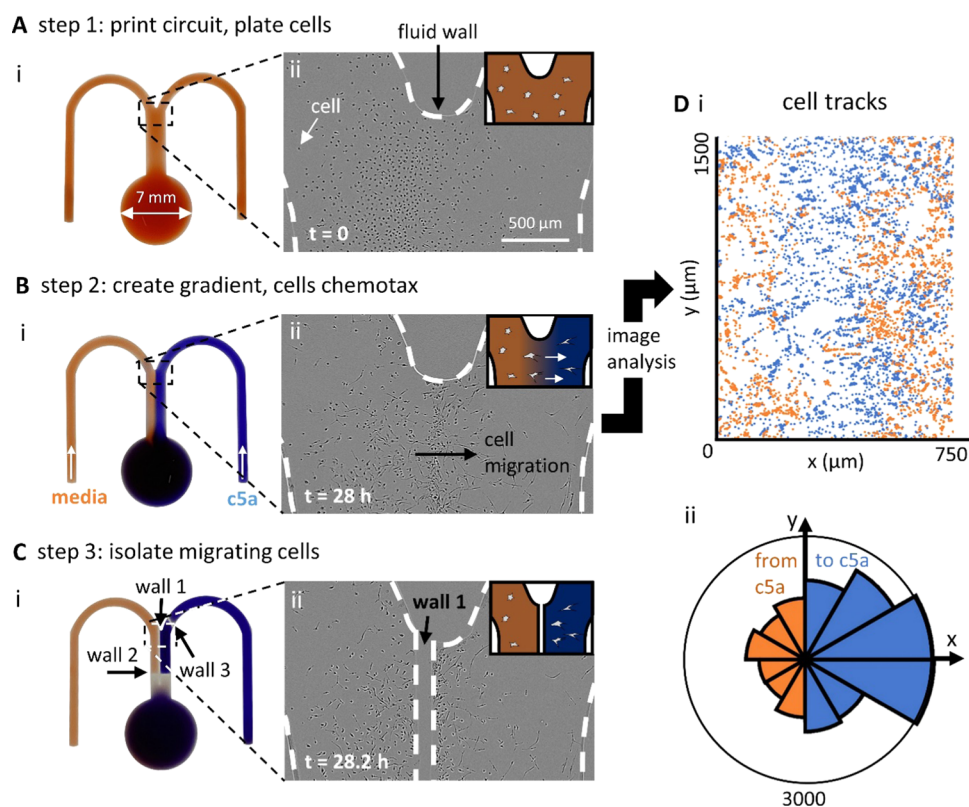 A step 1: print circuit, plate cells
i
7 mm
ii
fluid wall
cell
t = 0
500 µm
B step 2: create gradient, cells chemotax
i
media
c5a
ii
cell
migration
t = 28 h
image
analysis
C step 3: isolate migrating cells
i
wall 1
wall 2
wall 3
ii
wall 1
t = 28.2 h
D i
cell tracks
1500
y (µm)
0
x (µm)
750
ii
y
from
c5a
to c5a
x
3000